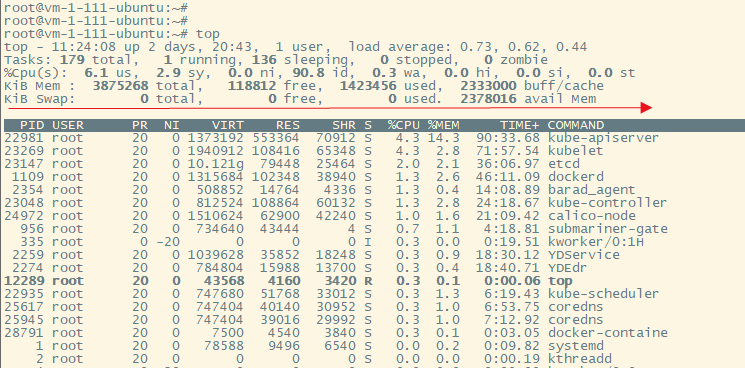 root@vm-1-111-ubuntu:~#
root@vm-1-111-ubuntu:~#
root@vm-1-111-ubuntu:~# top
top - 11:24:08 up 2 days, 20:43,  1 user,  load average: 0.73, 0.62, 0.44
Tasks: 179 total,   1 running, 136 sleeping,   0 stopped,   0 zombie
%Cpu(s):  6.1 us,  2.9 sy,  0.0 ni, 90.8 id,  0.3 wa,  0.0 hi,  0.0 si,  0.0 st
KiB Mem :  3875268 total,   118812 free,  1423456 used,  2333000 buff/cache
KiB Swap:        0 total,        0 free,        0 used.  2378016 avail Mem
PID USER      PR  NI    VIRT    RES    SHR S  %CPU %MEM     TIME+ COMMAND
22981 root      20   0 1373192 553364  70912 S   4.3 14.3  90:33.68 kube-apiserver
23269 root      20   0 1940912 108416  65348 S   4.3  2.8  71:57.54 kubelet
23147 root      20   0 10.121g  79448  25464 S   2.0  2.1  36:06.97 etcd
1109 root      20   0 1315684 102348  38940 S   1.3  2.6  46:11.09 dockerd
2354 root      20   0  508852  14764   4336 S   1.3  0.4  14:08.89 barad_agent
23048 root      20   0  812524 108864  60132 S   1.3  2.8  24:18.67 kube-controller
24972 root      20   0 1510624  62900  42240 S   1.0  1.6  21:09.42 calico-node
956 root      20   0  734640  43444      4 S   0.7  1.1   4:18.81 submariner-gate
335 root       0 -20       0      0      0 I   0.3  0.0   0:19.51 kworker/0:1H
2259 root      20   0 1039628  35852  18248 S   0.3  0.9  18:30.12 YDService
2274 root      20   0  784804  15988  13700 S   0.3  0.4  18:40.71 YDEdr
12289 root      20   0   43568   4160   3420 R   0.3  0.1   0:00.06 top
22935 root      20   0  747680  51768  33012 S   0.3  1.3   6:19.43 kube-scheduler
25617 root      20   0  747404  40140  30952 S   0.3  1.0   6:53.75 coredns
25945 root      20   0  747404  39016  29992 S   0.3  1.0   7:12.92 coredns
28791 root      20   0    7500   4540   3840 S   0.3  0.1   0:03.05 docker-containe
1 root      20   0   78588   9496   6540 S   0.0  0.2   0:09.82 systemd
2 root      20   0       0      0      0 S   0.0  0.0   0:00.19 kthreadd